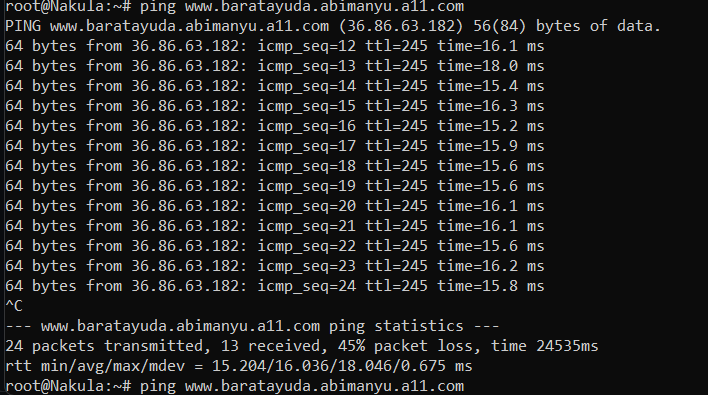 root@Nakula:~# ping www.baratayuda.abimanyu.a11.com
PING www.baratayuda.abimanyu.a11.com (36.86.63.182) 56(84) bytes of data.
64 bytes from 36.86.63.182: icmp_seq=12 ttl=245 time=16.1 ms
64 bytes from 36.86.63.182: icmp_seq=13 ttl=245 time=18.0 ms
64 bytes from 36.86.63.182: icmp_seq=14 ttl=245 time=15.4 ms
64 bytes from 36.86.63.182: icmp_seq=15 ttl=245 time=16.3 ms
64 bytes from 36.86.63.182: icmp_seq=16 ttl=245 time=15.2 ms
64 bytes from 36.86.63.182: icmp_seq=17 ttl=245 time=15.9 ms
64 bytes from 36.86.63.182: icmp_seq=18 ttl=245 time=15.6 ms
64 bytes from 36.86.63.182: icmp_seq=19 ttl=245 time=15.6 ms
64 bytes from 36.86.63.182: icmp_seq=20 ttl=245 time=16.1 ms
64 bytes from 36.86.63.182: icmp_seq=21 ttl=245 time=16.1 ms
64 bytes from 36.86.63.182: icmp_seq=22 ttl=245 time=15.6 ms
64 bytes from 36.86.63.182: icmp_seq=23 ttl=245 time=16.2 ms
64 bytes from 36.86.63.182: icmp_seq=24 ttl=245 time=15.8 ms
^C
--- www.baratayuda.abimanyu.a11.com ping statistics ---
24 packets transmitted, 13 received, 45% packet loss, time 24535ms
rtt min/avg/max/mdev = 15.204/16.036/18.046/0.675 ms
root@Nakula:~# ping www.baratayuda.abimanyu.a11.com